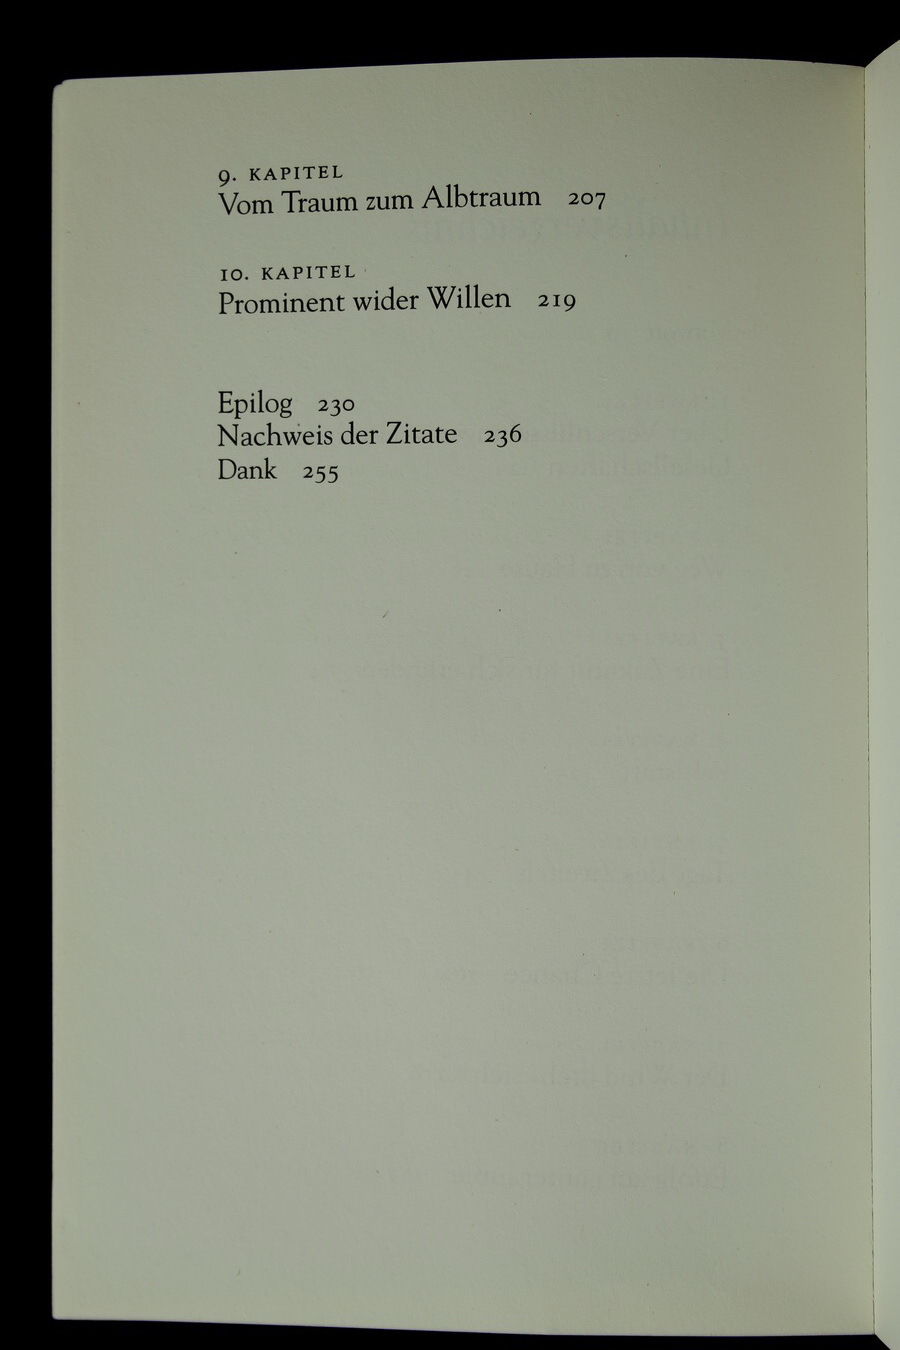 9. KAPITEL
Vom Traum zum Albtraum 207
10. KAPITEL
Prominent wider Willen 219
Epilog 230
Nachweis der Zitate 236
Dank 255